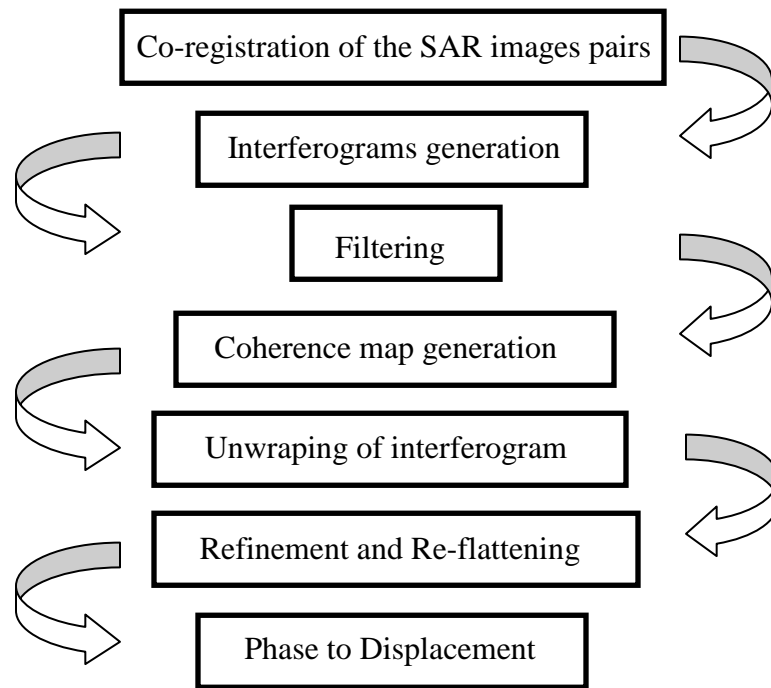 Co-registration of the SAR images pairs
Interferograms generation
Filtering
Coherence map generation
Unwraping of interferogram
Refinement and Re-flattening
Phase to Displacement